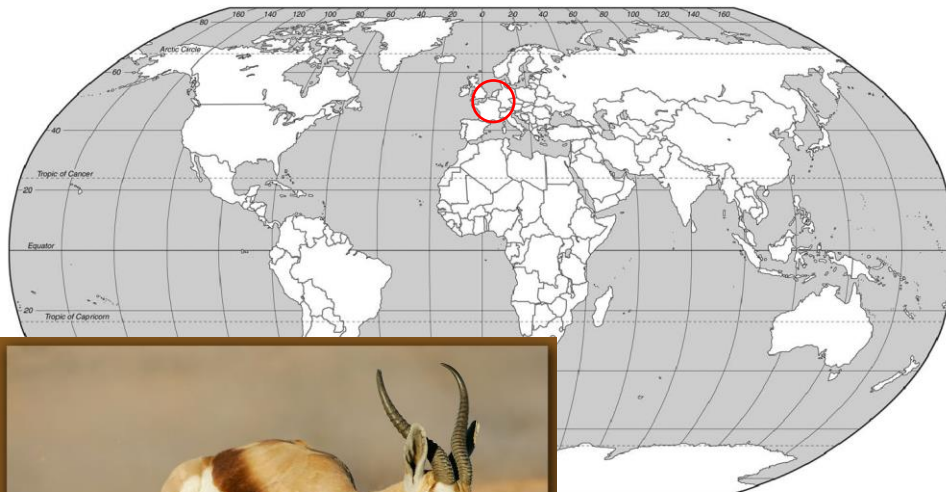 160 140 120 100 80 60 40 20 0 20 40 60 80 100 120 140 160
80
Arctic Circle
60
40
Tropic of Cancer
20
Equator
20
Tropic of Capricorn